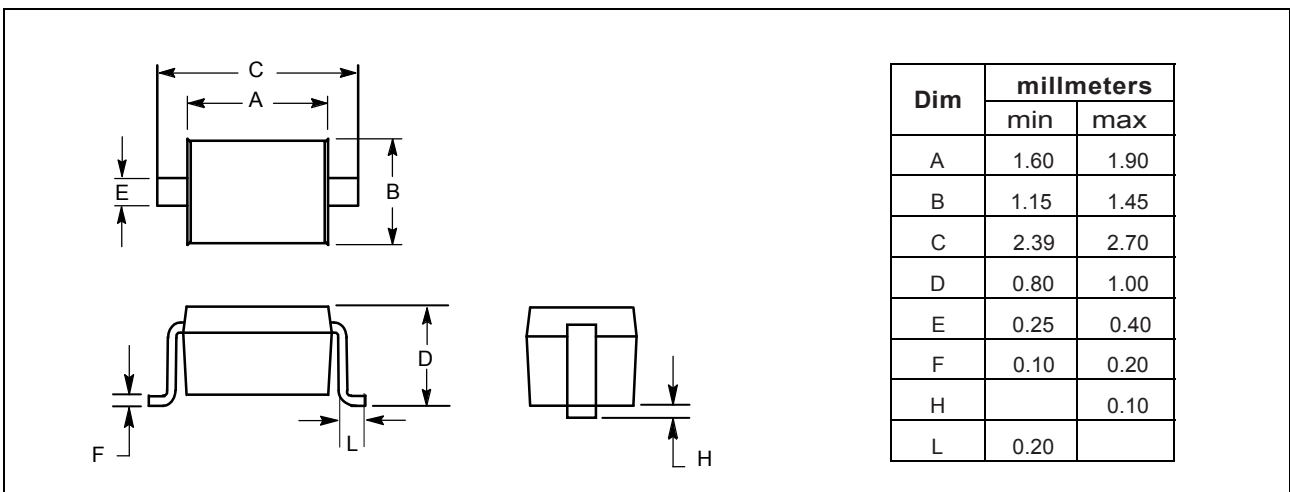 C
A
E
B
D
F
L
H
Dim millmeters
min max
A 1.60 1.90
B 1.15 1.45
C 2.39 2.70
D 0.80 1.00
E 0.25 0.40
F 0.10 0.20
H 0.10
L 0.20